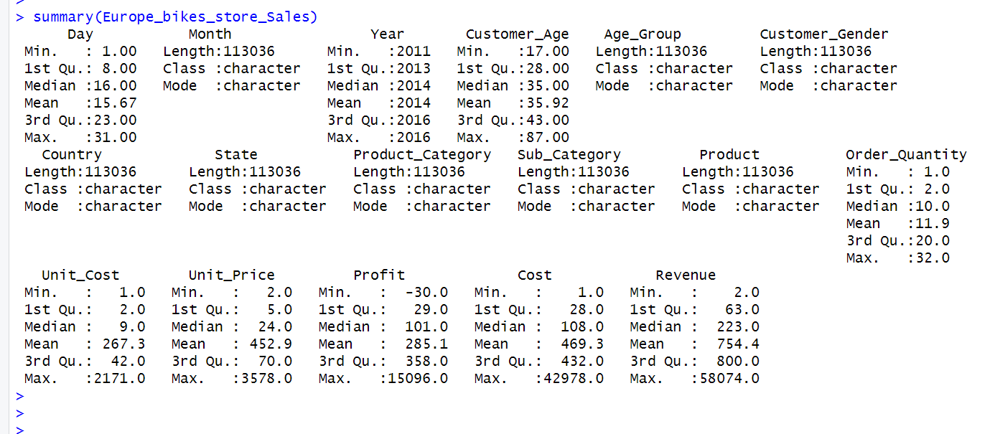 > summary(Europe_bikes_store_Sales)
      Day           Month                Year       Customer_Age    Age_Group         Customer_Gender
 Min.   : 1.00   Length:113036      Min.   :2011   Min.   :17.00   Length:113036      Length:113036
 1st Qu.: 8.00   Class :character   1st Qu.:2013   1st Qu.:28.00   Class :character   Class :character
 Median :16.00   Mode  :character   Median :2014   Median :35.00   Mode  :character   Mode  :character
 Mean   :15.67                      Mean   :2014   Mean   :35.92
 3rd Qu.:23.00                      3rd Qu.:2016   3rd Qu.:43.00
 Max.   :31.00                      Max.   :2016   Max.   :87.00
   Country             State           Product_Category   Sub_Category         Product          Order_Quantity
 Length:113036      Length:113036      Length:113036      Length:113036      Length:113036      Min.   : 1.0
 Class :character   Class :character   Class :character   Class :character   Class :character   1st Qu.: 2.0
 Mode  :character   Mode  :character   Mode  :character   Mode  :character   Mode  :character   Median :10.0
 Mean   :11.9
 3rd Qu.:20.0
 Max.   :32.0
   Unit_Cost        Unit_Price         Profit             Cost            Revenue
 Min.   :   1.0   Min.   :   2.0   Min.   :  -30.0   Min.   :    1.0   Min.   :    2.0
 1st Qu.:   2.0   1st Qu.:   5.0   1st Qu.:   29.0   1st Qu.:   28.0   1st Qu.:   63.0
 Median :   9.0   Median :  24.0   Median :  101.0   Median :  108.0   Median :  223.0
 Mean   : 267.3   Mean   : 452.9   Mean   :  285.1   Mean   :  469.3   Mean   :  754.4
 3rd Qu.:  42.0   3rd Qu.:  70.0   3rd Qu.:  358.0   3rd Qu.:  432.0   3rd Qu.:  800.0
 Max.   :2171.0   Max.   :3578.0   Max.   :15096.0   Max.   :42978.0   Max.   :58074.0
>
>
>